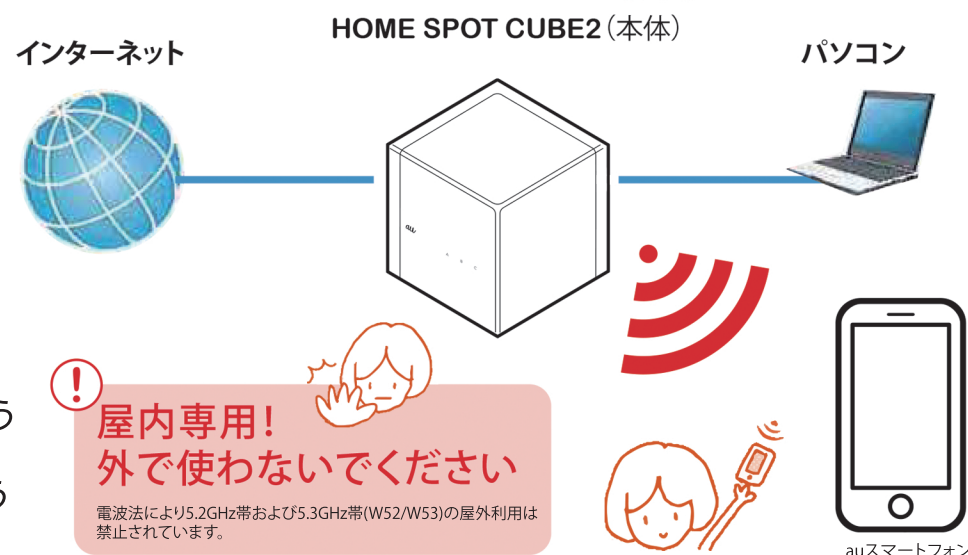 HOME SPOT CUBE2（本体）
インターネット
パソコン
au
う
屋内専用！
外で使わないでください
る
電波法により5.2GHz帯および5.3GHz帯(W52/W53)の屋外利用は
禁止されています。
auスマートフォン